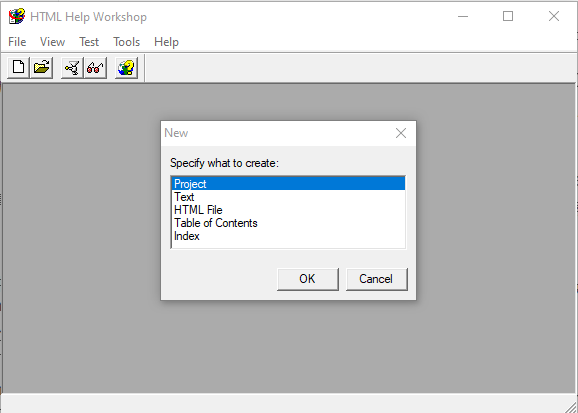 HTML Help Workshop
File View Test Tools Help
New
Specify what to create:
Project
Text
HTML File
Table of Contents
Index
OK Cancel